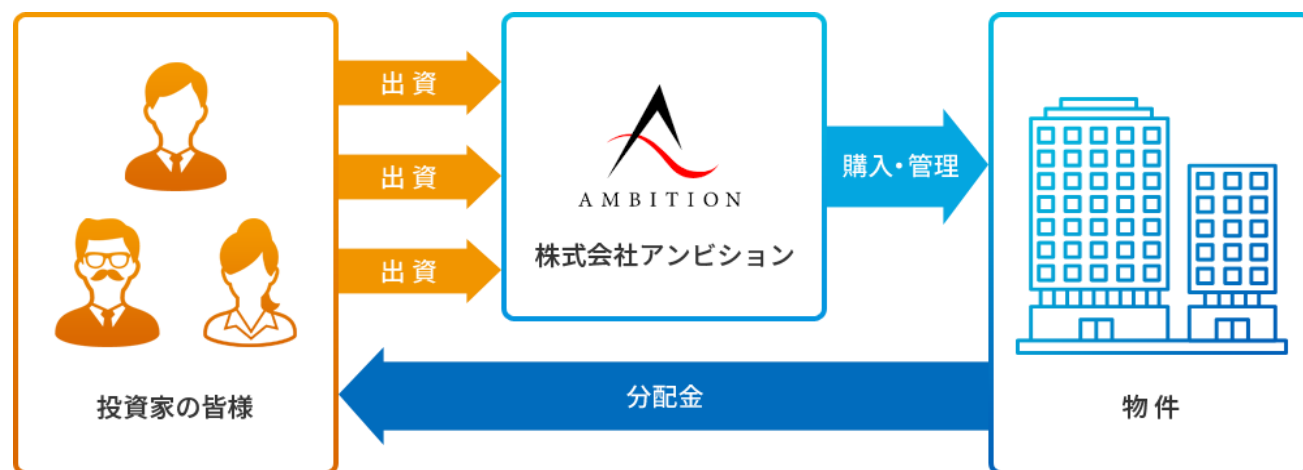 出資
出資
出資
AMBITION
株式会社アンビション
購入・管理
分配金
投資家の皆様
物件